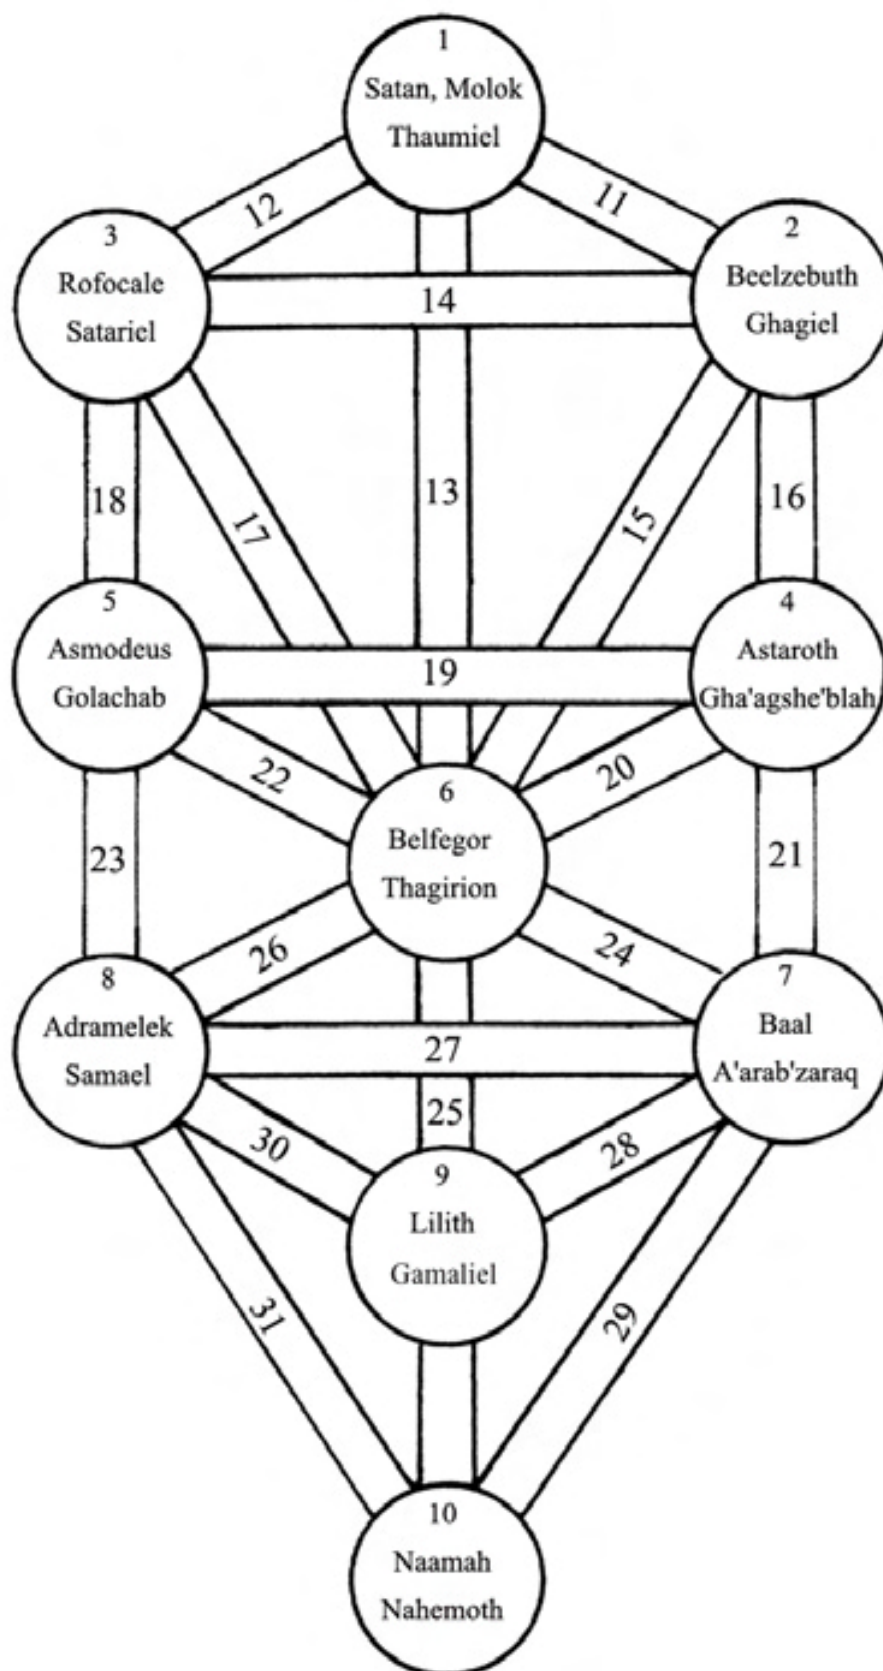 1
Satan, Molok
Thaumiel
12
11
3
Rofocale
Satariel
2
Beelzebuth
Ghagiel
14
18
17
13
15
16
5
Asmodeus
Golachab
4
Astaroth
Gha'agshe'blah
19
22
20
6
Belfegor
Thagirion
23
21
26
24
8
Adramelek
Samael
7
Baal
A'arab'zaraq
27
25
30
28
9
Lilith
Gamaliel
31
29
10
Naamah
Nahemoth